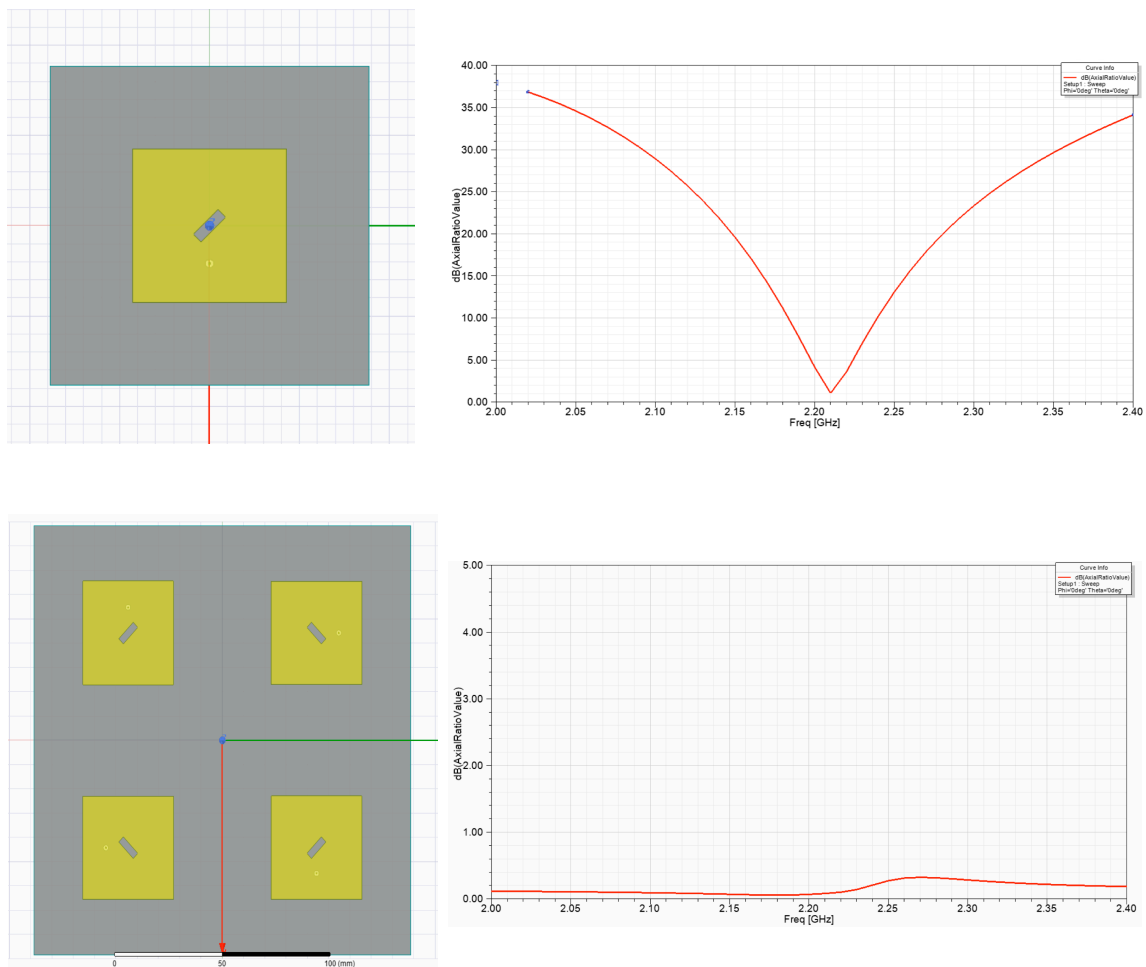 40.00
35.00
30.00
25.00
20.00
15.00
10.00
5.00
0.00
dB(AxialRatioValue)
2.00 2.05 2.10 2.15 2.20 2.25 2.30 2.35 2.40
Freq [GHz]
Curve Info
dB(AxialRatioValue)
Setup1 : Sweep
Phi='0deg' Theta='0deg'
0 50 100 (mm)
5.00
4.00
3.00
2.00
1.00
0.00
dB(AxialRatioValue)
2.00 2.05 2.10 2.15 2.20 2.25 2.30 2.35 2.40
Freq [GHz]
Curve Info
dB(AxialRatioValue)
Setup1 : Sweep
Phi='0deg' Theta='0deg'